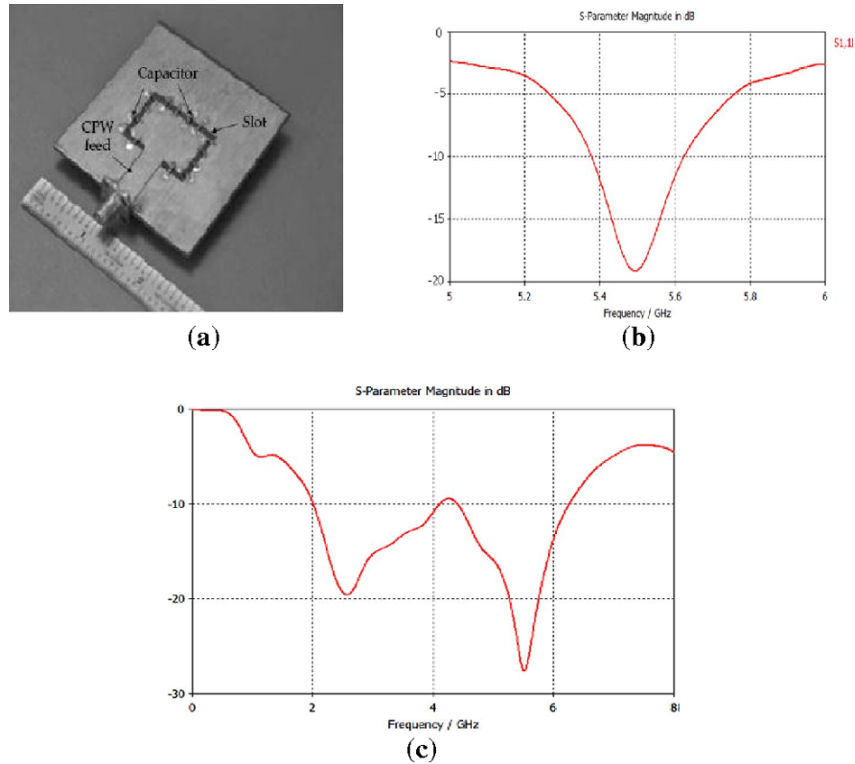 Capacitor
CPW
feed
Slot
(a)
S-Parameter Magnitude in dB
S1,1
0
-5
-10
-15
-20
5
5.2
5.4
5.6
5.8
6
Frequency / GHz
(b)
S-Parameter Magnitude in dB
0
-10
-20
-30
0
2
4
6
8
Frequency / GHz
(c)